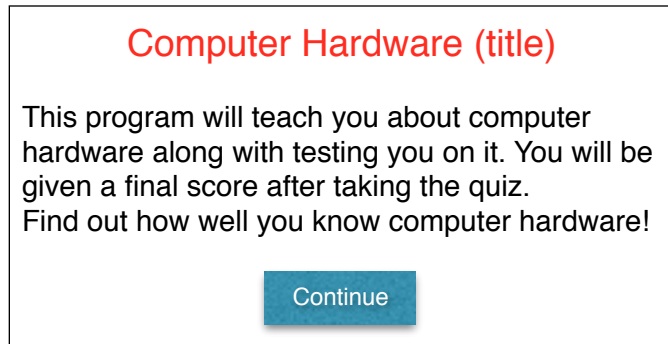 Computer Hardware (title)
This program will teach you about computer
hardware along with testing you on it. You will be
given a final score after taking the quiz.
Find out how well you know computer hardware!
Continue